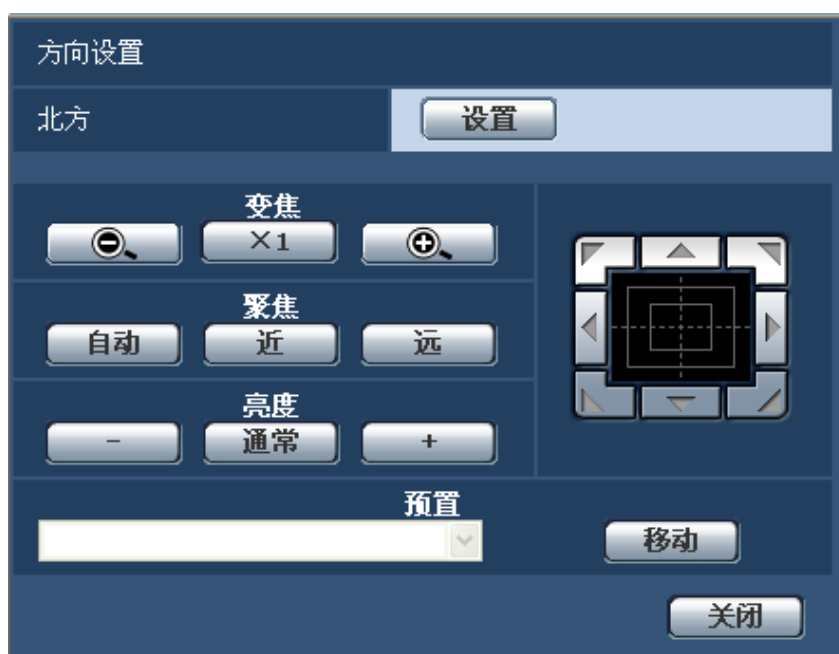 方向设置
北方 设置
变焦
×1
聚焦
自动 近 远
亮度
- 通常 +
预置
移动
关闭